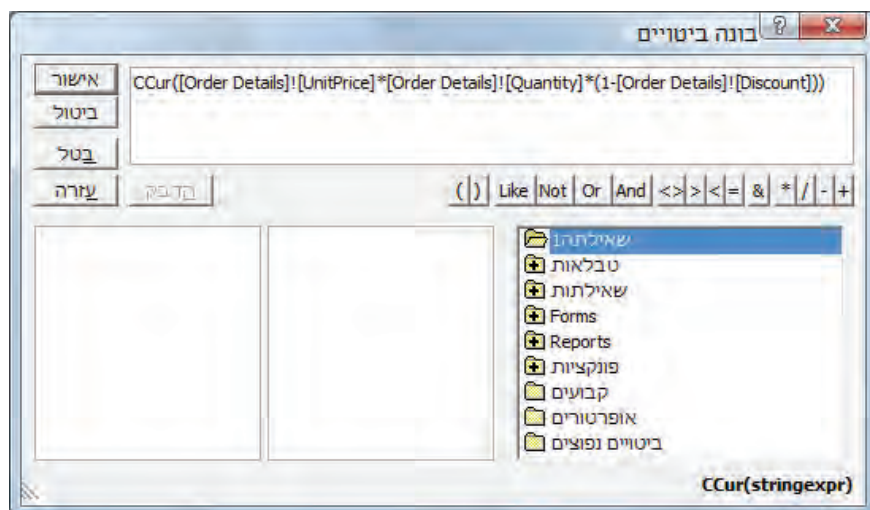 בונה ביטויים
CCur([Order Details]![UnitPrice]*[Order Details]![Quantity]*(1-[Order Details]![Discount]))
אישור
ביטול
בטל
עזרה
הדבק
( ) Like Not Or And <> > < = & * / - +
שאילתה1
טבלאות
שאילתות
Forms
Reports
פונקציות
קבועים
אופרטורים
ביטויים נפוצים
CCur(stringexpr)